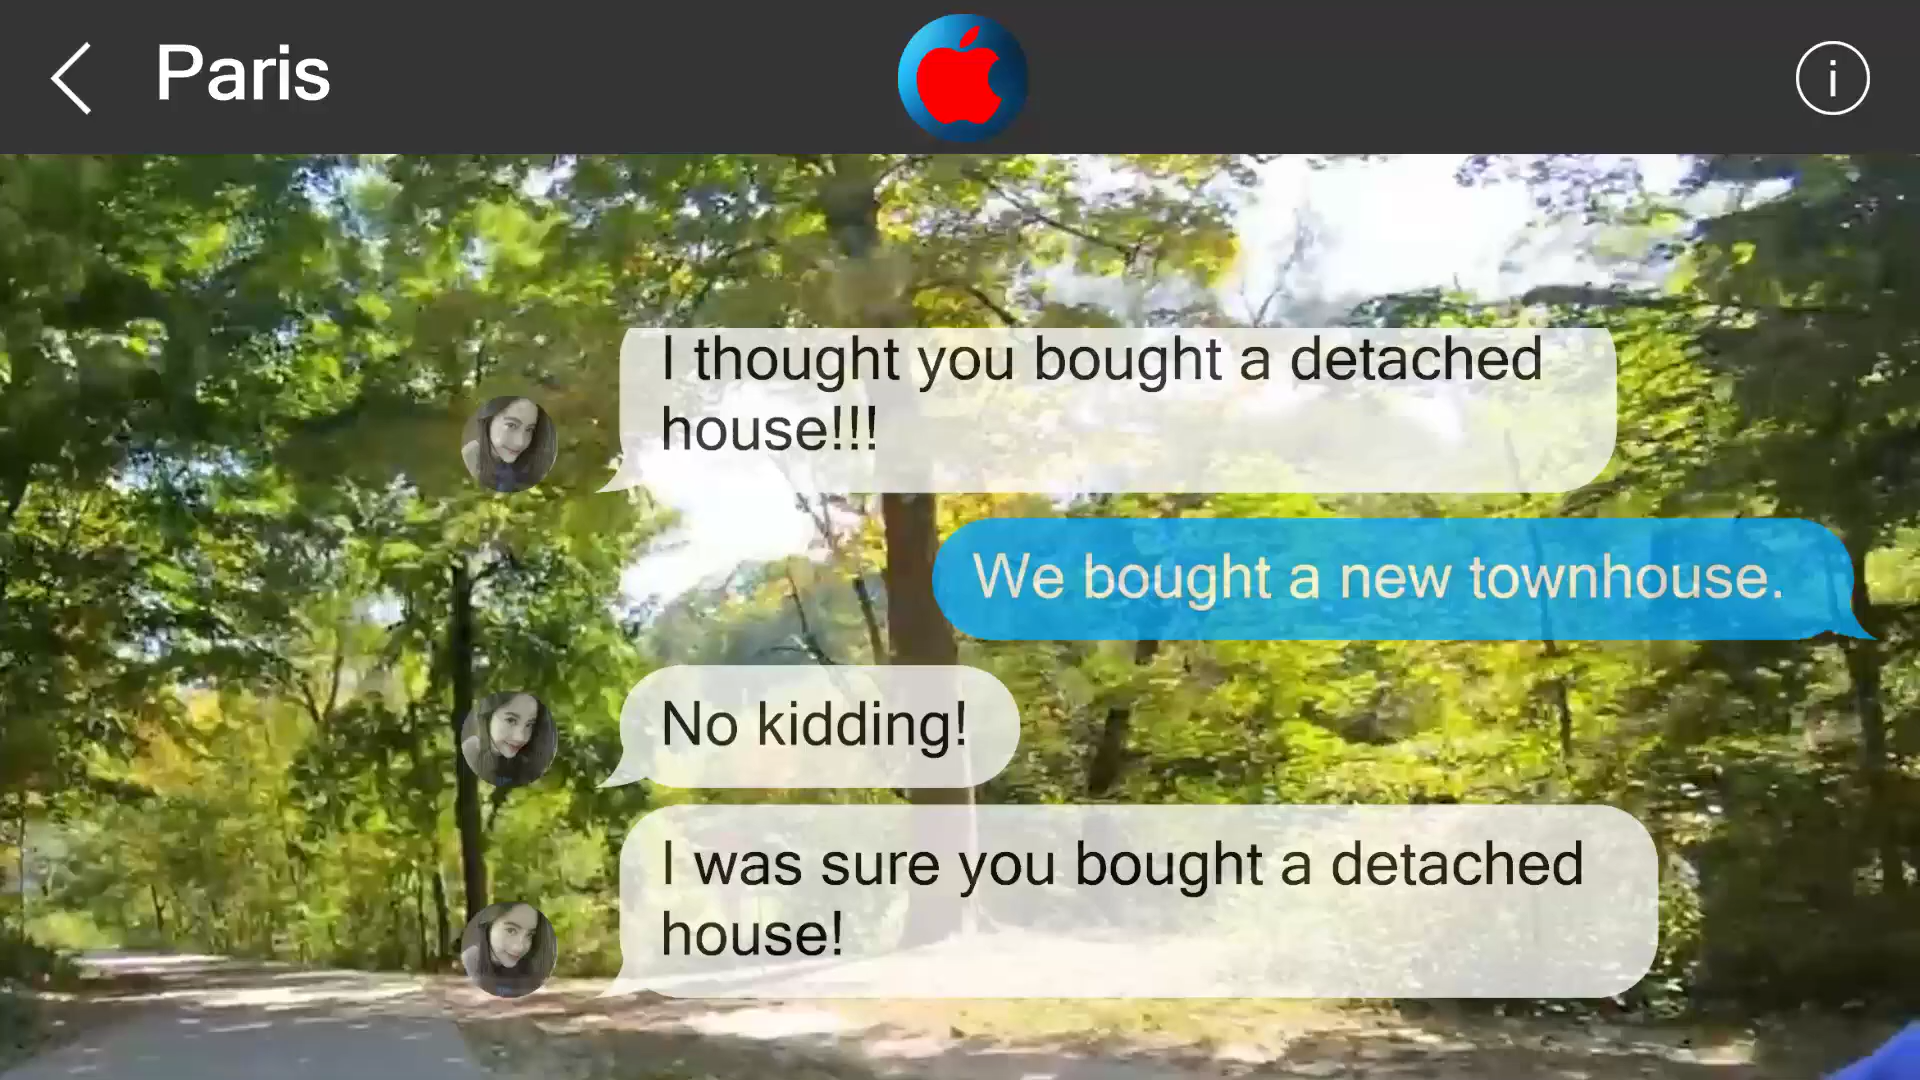 Paris
i
I thought you bought a detached
house!!!
We bought a new townhouse.
No kidding!
I was sure you bought a detached
house!